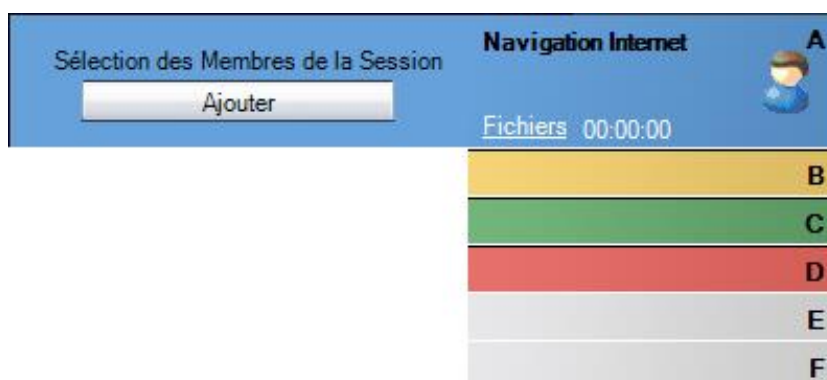 Sélection des Membres de la Session
Ajouter
Navigation Internet A
Fichiers 00:00:00
B
C
D
E
F